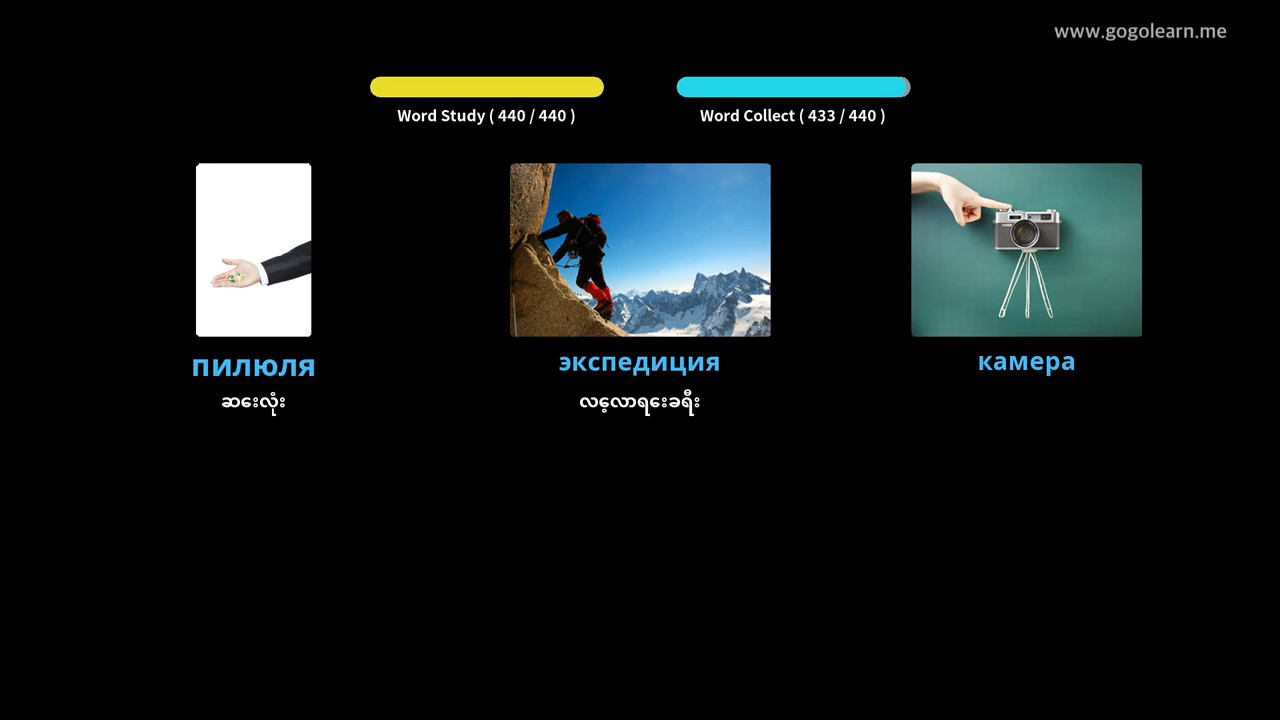 www.gogolearn.me
Word Study ( 440 / 440 )
Word Collect ( 433 / 440 )
пилюля
экспедиция
камера
ဆေးလုံး
လေ့လာရေးခရီး